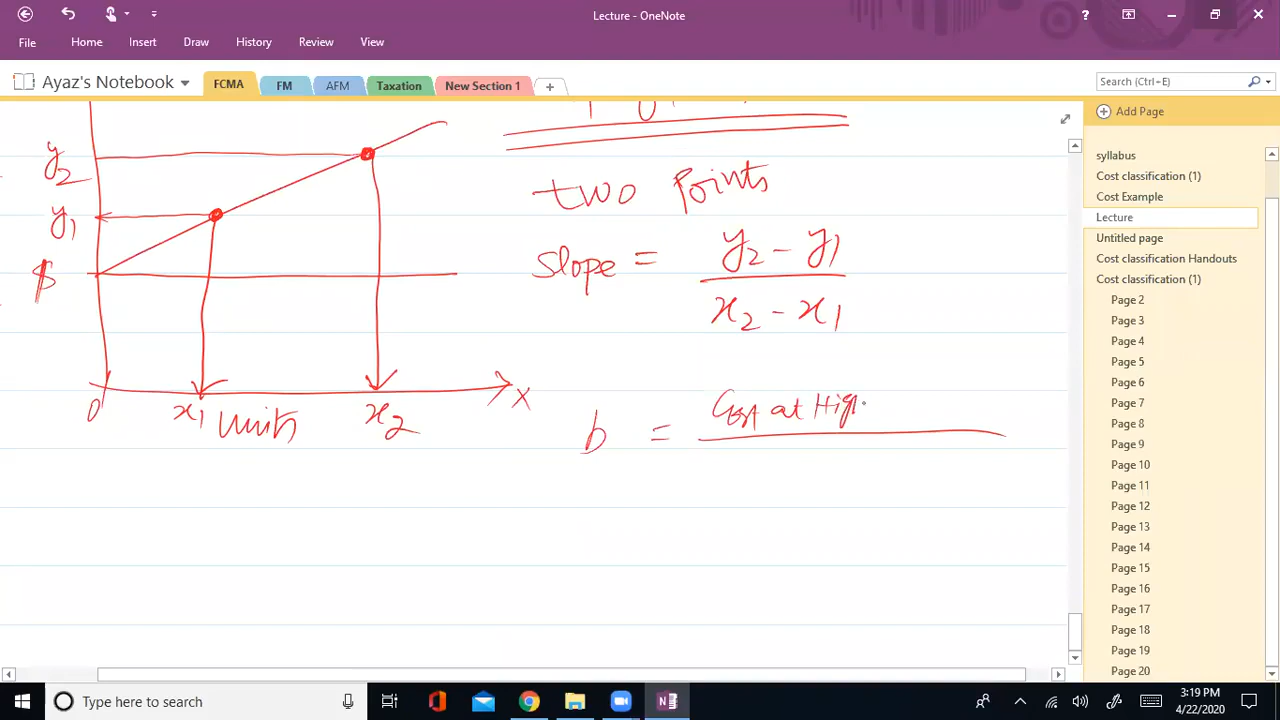 Lecture - OneNote
?
File Home Insert Draw History Review View
Ayaz's Notebook
FCMA FM AFM Taxation New Section 1 +
Search (Ctrl+E)
Add Page
syllabus
Cost classification (1)
Cost Example
Lecture
Untitled page
Cost classification Handouts
Cost classification (1)
Page 2
Page 3
Page 4
Page 5
Page 6
Page 7
Page 8
Page 9
Page 10
Page 11
Page 12
Page 13
Page 14
Page 15
Page 16
Page 17
Page 18
Page 19
Page 20
y2
y1
$
0 x1 Units x2 X
two Points
Slope = y2 - y1
x2 - x1
b = Cost at Hig
Type here to search
3:19 PM
4/22/2020